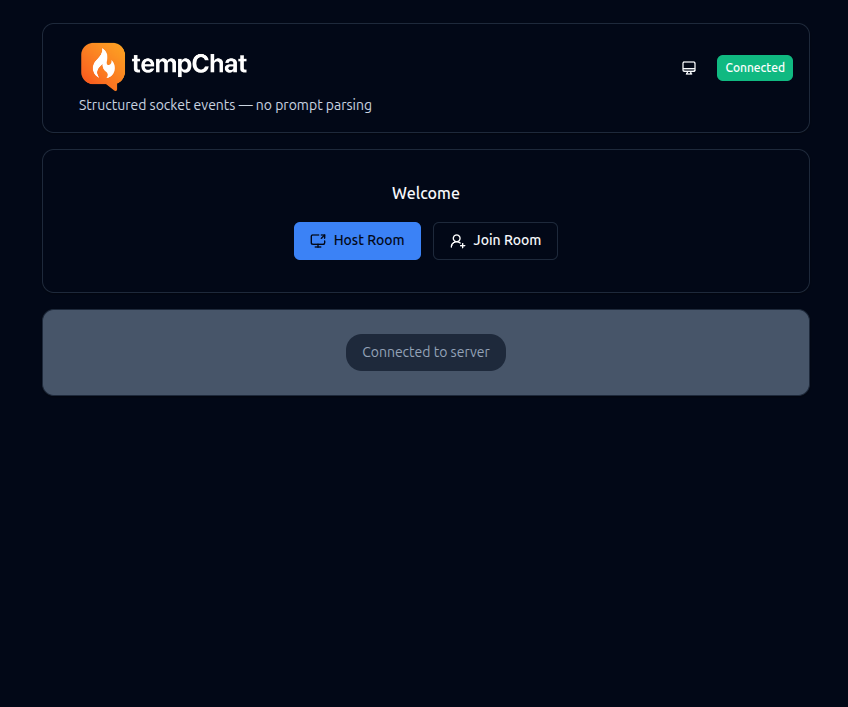 tempChat
Connected
Structured socket events — no prompt parsing
Welcome
Host Room
Join Room
Connected to server